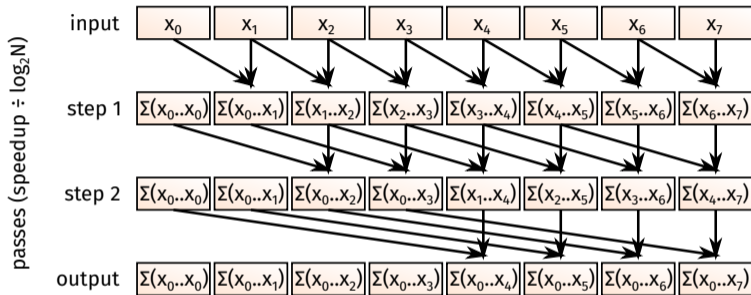 passes (speedup ÷ log₂N)
input x₀ x₁ x₂ x₃ x₄ x₅ x₆ x₇
step 1 Σ(x₀..x₀) Σ(x₀..x₁) Σ(x₁..x₂) Σ(x₂..x₃) Σ(x₃..x₄) Σ(x₄..x₅) Σ(x₅..x₆) Σ(x₆..x₇)
step 2 Σ(x₀..x₀) Σ(x₀..x₁) Σ(x₀..x₂) Σ(x₀..x₃) Σ(x₁..x₄) Σ(x₂..x₅) Σ(x₃..x₆) Σ(x₄..x₇)
output Σ(x₀..x₀) Σ(x₀..x₁) Σ(x₀..x₂) Σ(x₀..x₃) Σ(x₀..x₄) Σ(x₀..x₅) Σ(x₀..x₆) Σ(x₀..x₇)